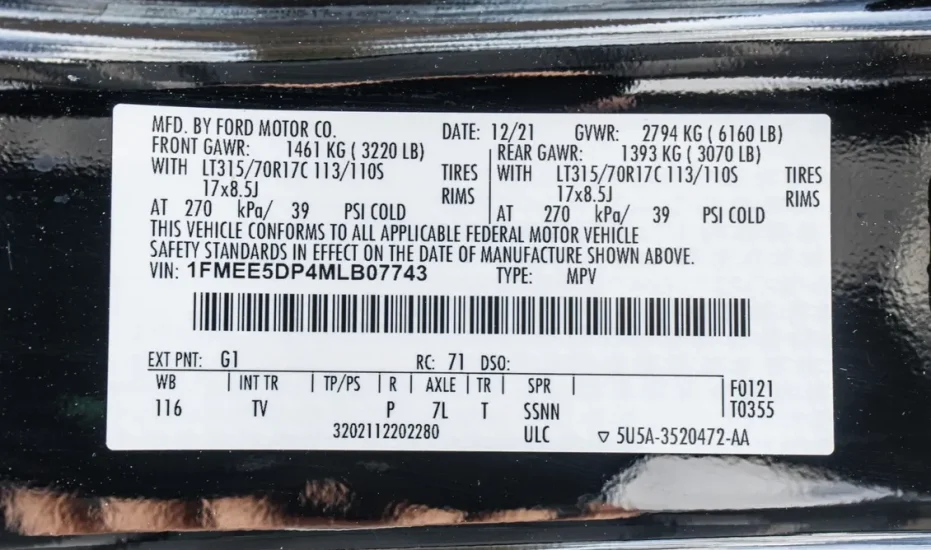 MFD. BY FORD MOTOR CO. DATE: 12/21 GVWR: 2794 KG ( 6160 LB)
FRONT GAWR: 1461 KG ( 3220 LB) REAR GAWR: 1393 KG ( 3070 LB)
WITH LT315/70R17C 113/110S TIRES WITH LT315/70R17C 113/110S TIRES
17x8.5J RIMS 17x8.5J RIMS
AT 270 kPa/ 39 PSI COLD AT 270 kPa/ 39 PSI COLD
THIS VEHICLE CONFORMS TO ALL APPLICABLE FEDERAL MOTOR VEHICLE
SAFETY STANDARDS IN EFFECT ON THE DATE OF MANUFACTURE SHOWN ABOVE.
VIN: 1FMEE5DP4MLB07743 TYPE: MPV
EXT PNT: G1 RC: 71 DSO:
WB | INT TR | TP/PS | R | AXLE | TR | SPR | F0121
116 TV P 7L T SSNN T0355
3202112202280 ULC ▽ 5U5A-3520472-AA